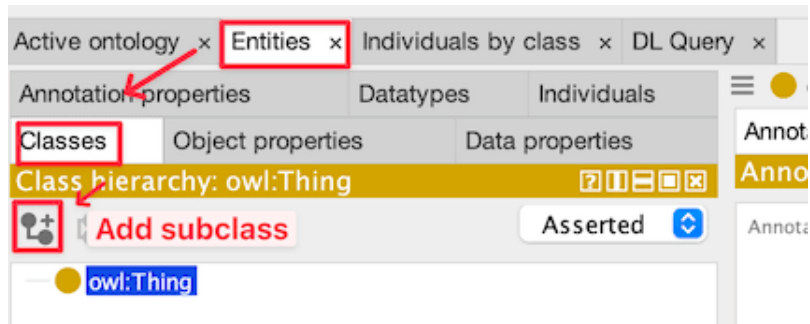 Active ontology × Entities × Individuals by class × DL Query ×
Annotation properties Datatypes Individuals
Classes Object properties Data properties
Annot
Class hierarchy: owl:Thing
Anno
Add subclass
Asserted
Annota
owl:Thing